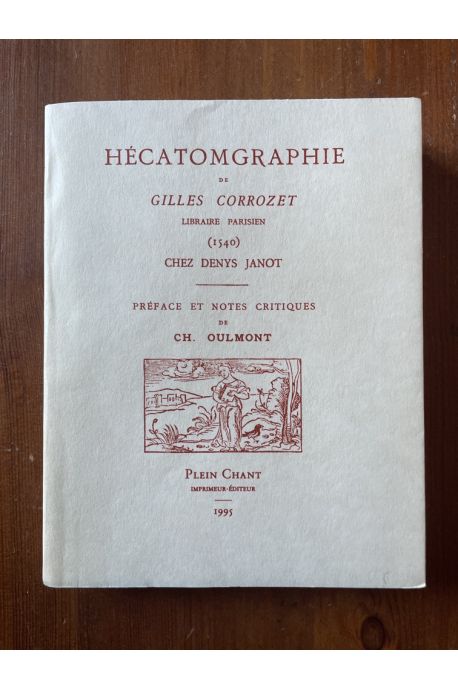 HÉCATOMGRAPHIE
DE
GILLES CORROZET
LIBRAIRE PARISIEN
(1540)
CHEZ DENYS JANOT
PRÉFACE ET NOTES CRITIQUES
DE
CH. OULMONT
PLEIN CHANT
IMPRIMEUR-ÉDITEUR
1995